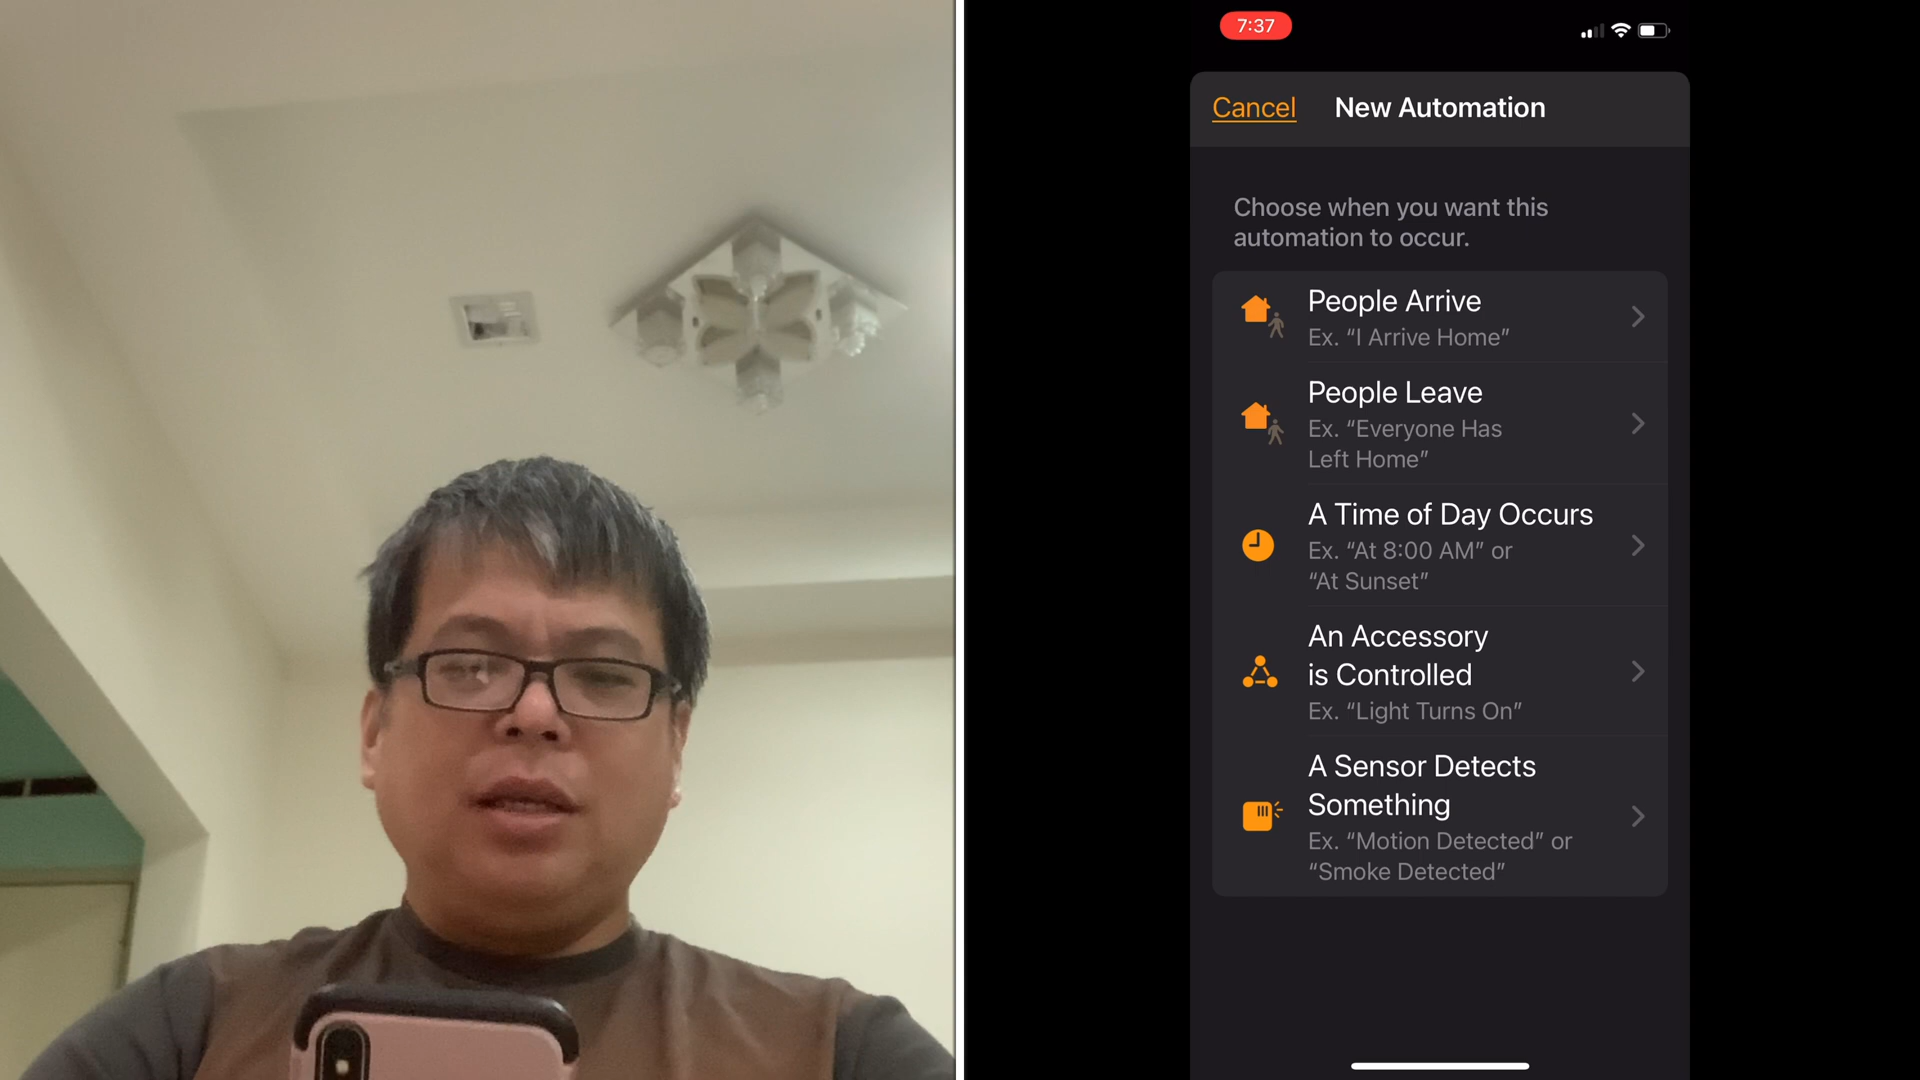 7:37
Cancel
New Automation
Choose when you want this
automation to occur.
People Arrive
Ex. “I Arrive Home”
People Leave
Ex. “Everyone Has
Left Home”
A Time of Day Occurs
Ex. “At 8:00 AM” or
“At Sunset”
An Accessory
is Controlled
Ex. “Light Turns On”
A Sensor Detects
Something
Ex. “Motion Detected” or
“Smoke Detected”